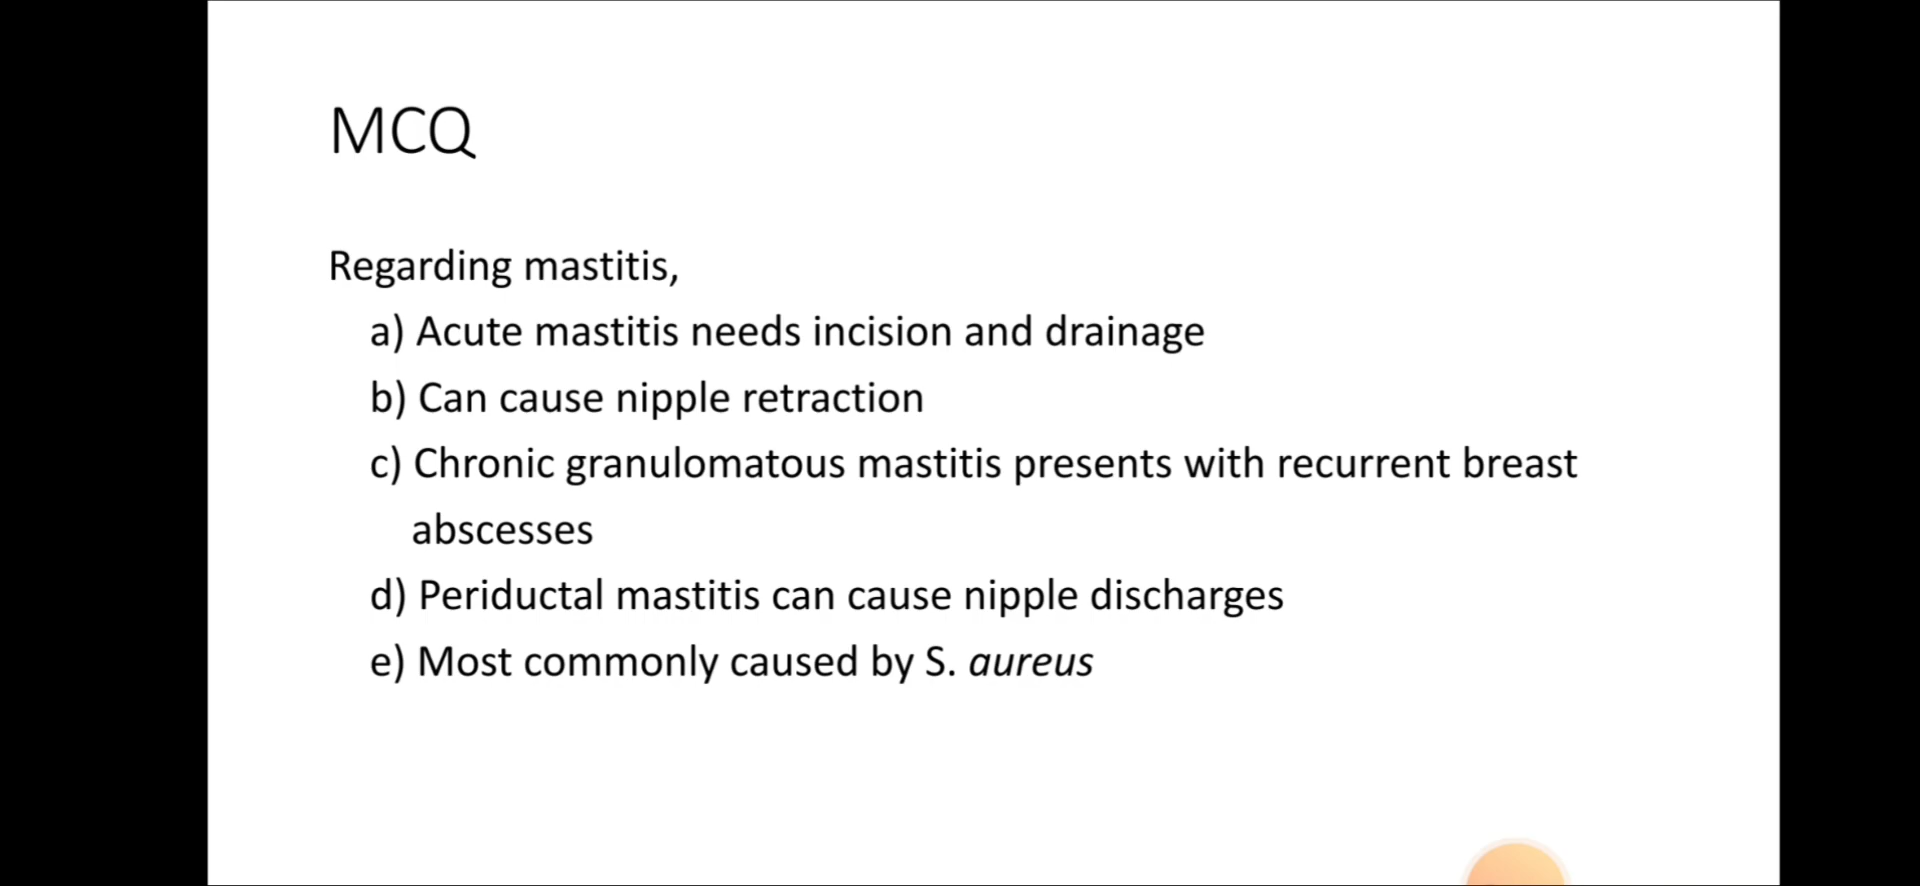 MCQ
Regarding mastitis,
a) Acute mastitis needs incision and drainage
b) Can cause nipple retraction
c) Chronic granulomatous mastitis presents with recurrent breast
abscesses
d) Periductal mastitis can cause nipple discharges
e) Most commonly caused by S. aureus